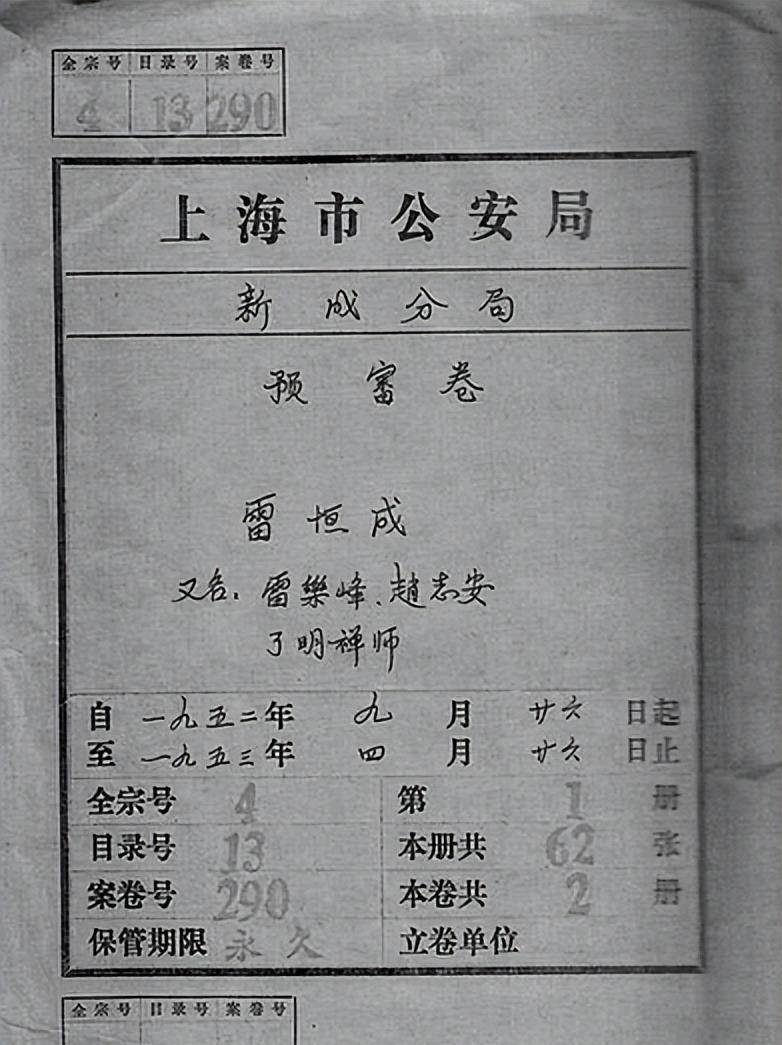 全宗号 目录号 案卷号
4 13 290
上海市公安局
新成分局
预審卷
雷恒成
又名：雷樂峰、趙志安
了明禅师
自一九五二年九月廿六日起
至一九五三年四月廿六日止
全宗号 4 第 1 册
目录号 13 本册共 62 张
案卷号 290 本卷共 2 册
保管期限 永久 立卷单位
全宗号 目录号 案卷号